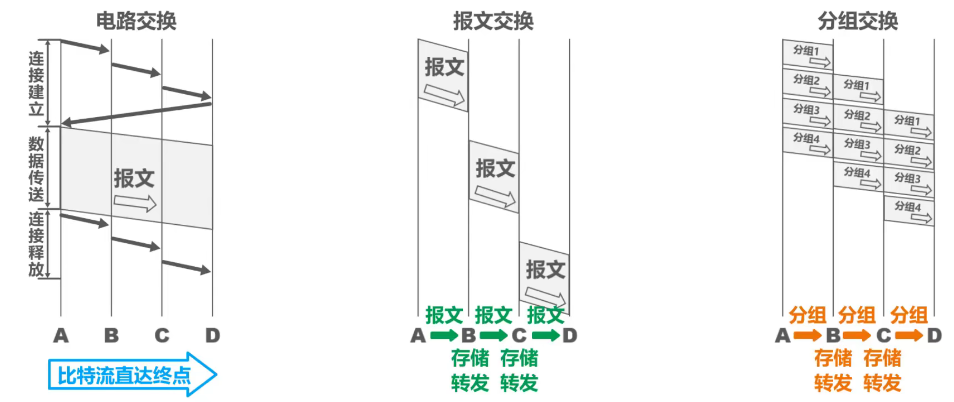 电路交换
连接建立
数据传送
连接释放
报文
A B C D
比特流直达终点
报文交换
报文
报文
报文
报文 报文 报文
A B C D
存储 存储
转发 转发
分组交换
分组1
分组2 分组1
分组3 分组2 分组1
分组4 分组3 分组2
分组4 分组3
分组4
分组 分组 分组
A B C D
存储 存储
转发 转发